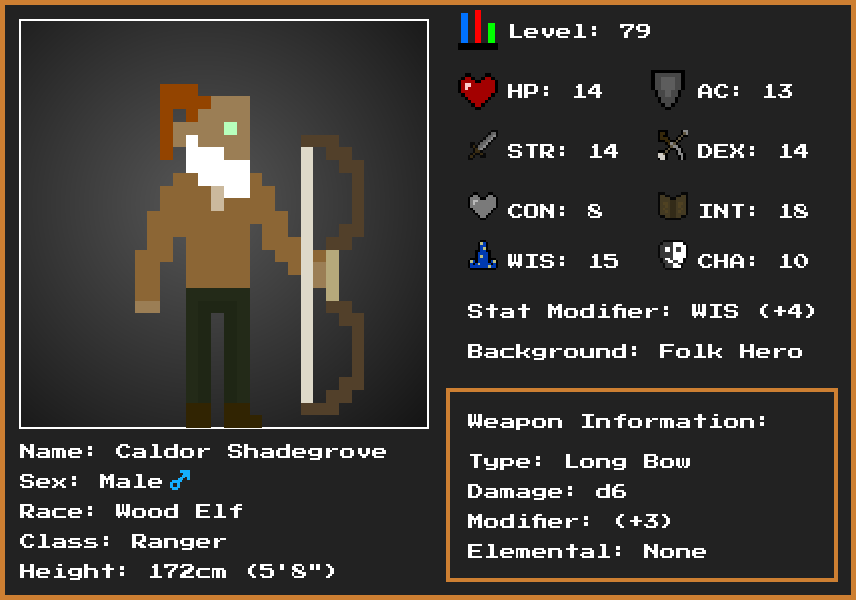 Level: 79
HP: 14 AC: 13
STR: 14 DEX: 14
CON: 8 INT: 18
WIS: 15 CHA: 10
Stat Modifier: WIS (+4)
Background: Folk Hero
Weapon Information:
Type: Long Bow
Damage: d6
Modifier: (+3)
Elemental: None
Name: Caldor Shadegrove
Sex: Male♂
Race: Wood Elf
Class: Ranger
Height: 172cm (5'8")